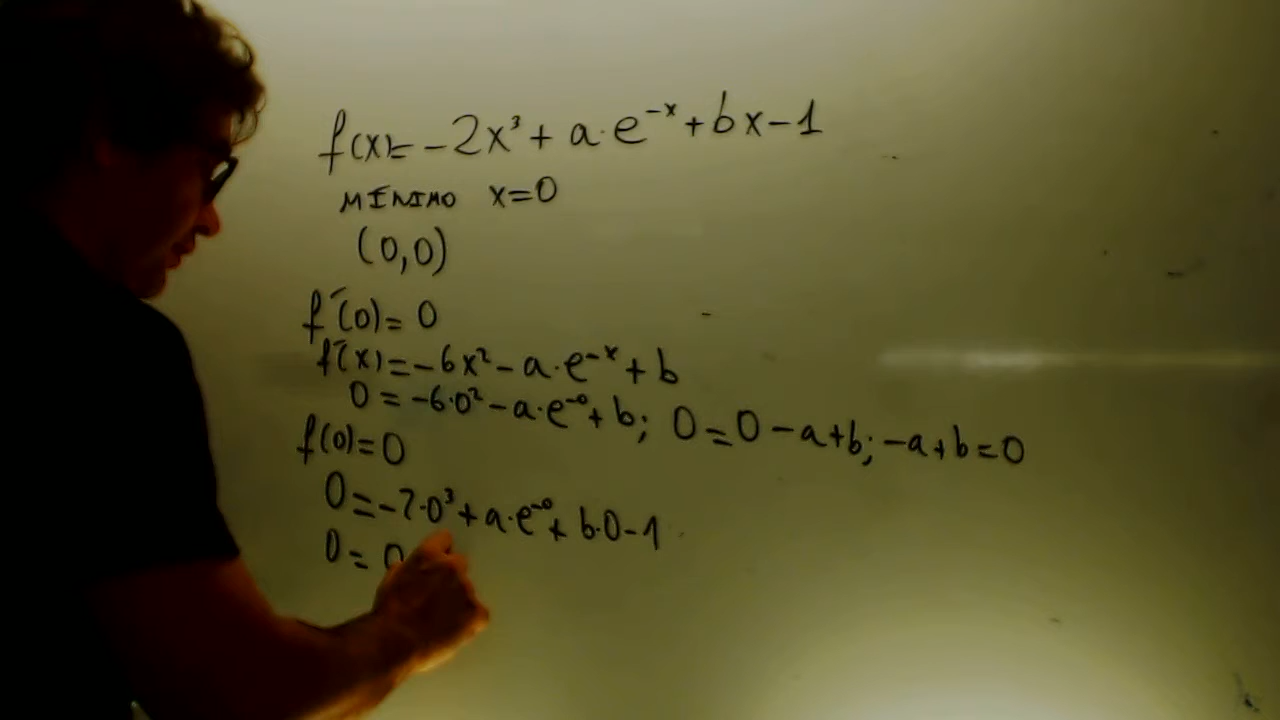 f(x)= -2x³ + a·e⁻ˣ + bx - 1
MÍNIMO x=0
(0,0)
f´(0)= 0
f´(x)= -6x² - a·e⁻ˣ + b
0 = -6·0² - a·e⁻⁰ + b; 0 = 0 - a+b; -a+b = 0
f(0)=0
0 = -2·0³ + a·e⁻⁰ + b·0 - 1
0 = 0